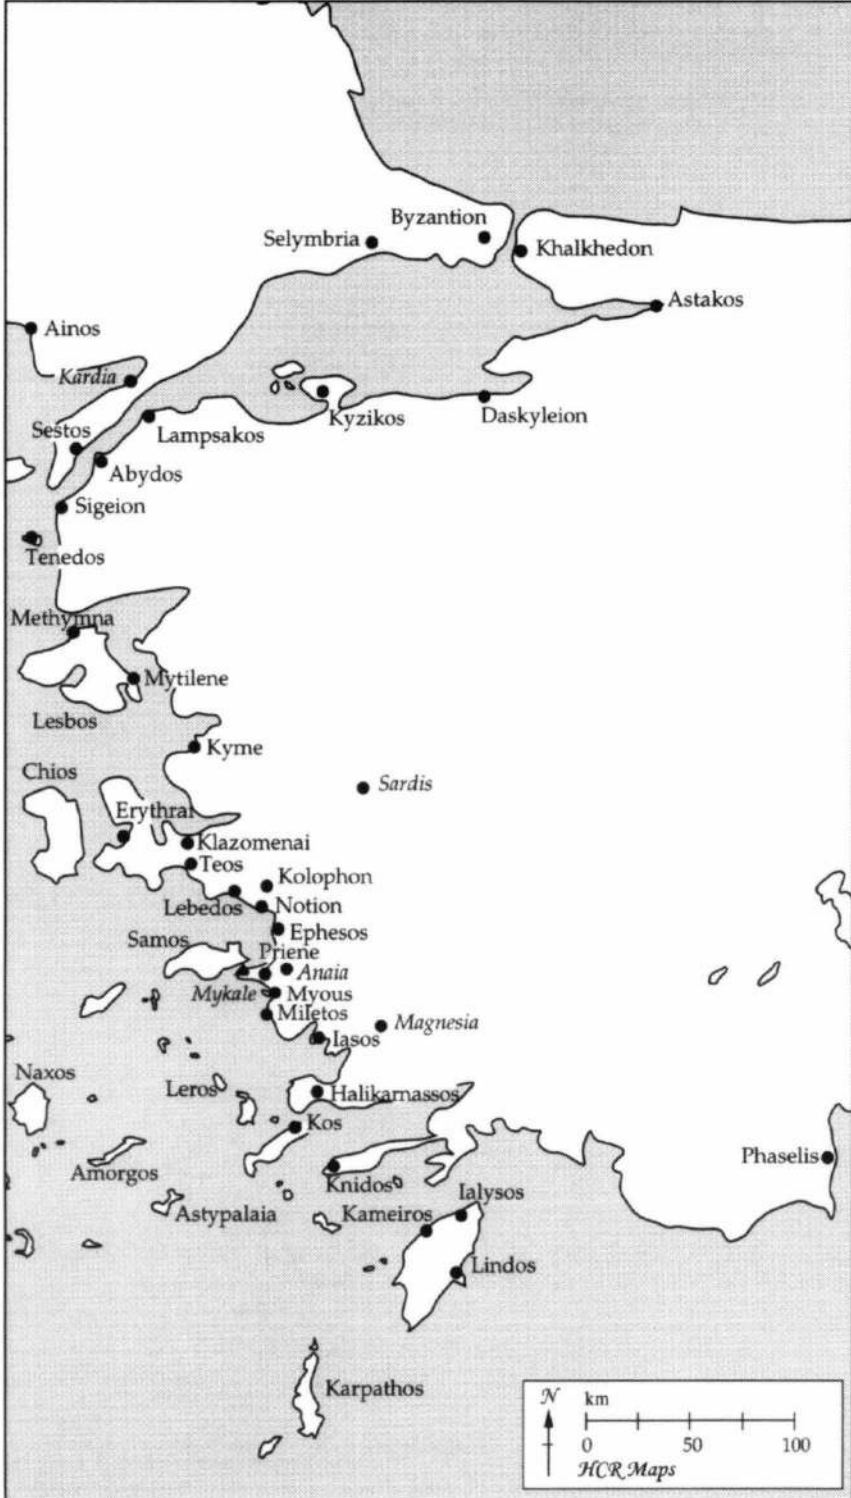 Byzantion
Selymbria
Khalkhedon
Astakos
Ainos
Kardia
Kyzikos
Daskyleion
Sestos
Lampsakos
Abydos
Sigeion
Tenedos
Methymna
Mytilene
Lesbos
Kyme
Chios
Sardis
Erythrai
Klazomenai
Teos
Kolophon
Lebedos
Notion
Ephesos
Samos
Priene
Anaia
Mykale
Myous
Miletos
Magnesia
Iasos
Naxos
Leros
Halikarnassos
Kos
Phaselis
Amorgos
Knidos
Astypalaia
Ialysos
Kameiros
Lindos
Karpathos
N
km
0 50 100
HCR Maps